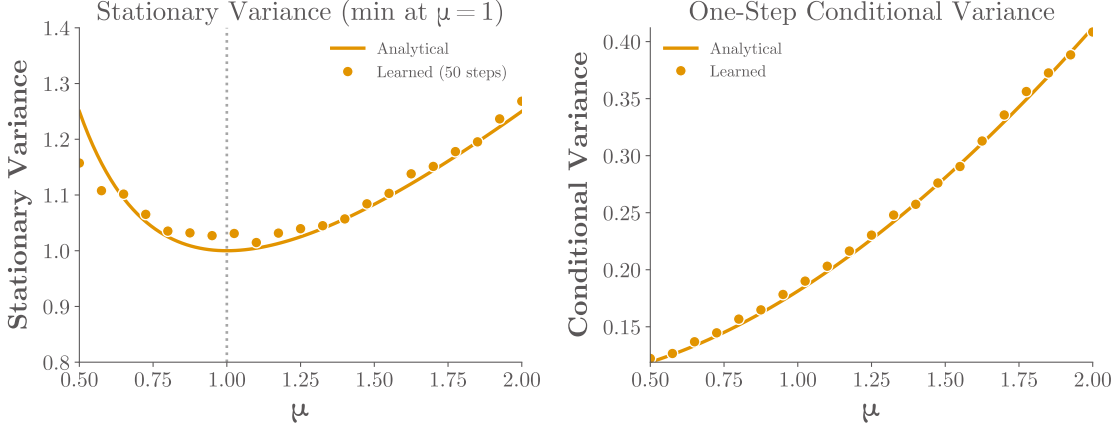 Stationary Variance (min at μ = 1)
Stationary Variance
1.4
1.3
1.2
1.1
1.0
0.9
0.8
Analytical
Learned (50 steps)
0.50 0.75 1.00 1.25 1.50 1.75 2.00
μ
One-Step Conditional Variance
Conditional Variance
0.40
0.35
0.30
0.25
0.20
0.15
Analytical
Learned
0.50 0.75 1.00 1.25 1.50 1.75 2.00
μ